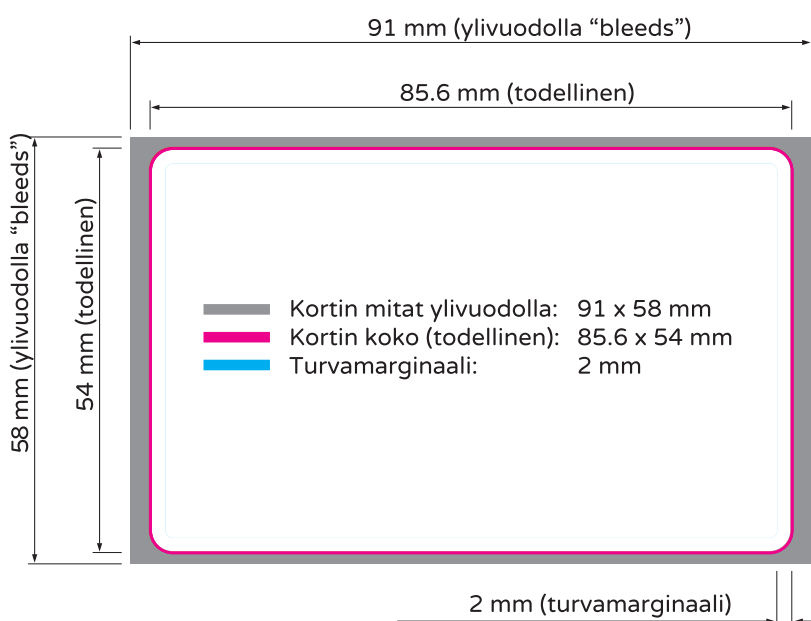 91 mm (ylivuodolla “bleeds”)
85.6 mm (todellinen)
58 mm (ylivuodolla “bleeds”)
54 mm (todellinen)
Kortin mitat ylivuodolla: 91 x 58 mm
Kortin koko (todellinen): 85.6 x 54 mm
Turvamarginaali: 2 mm
2 mm (turvamarginaali)